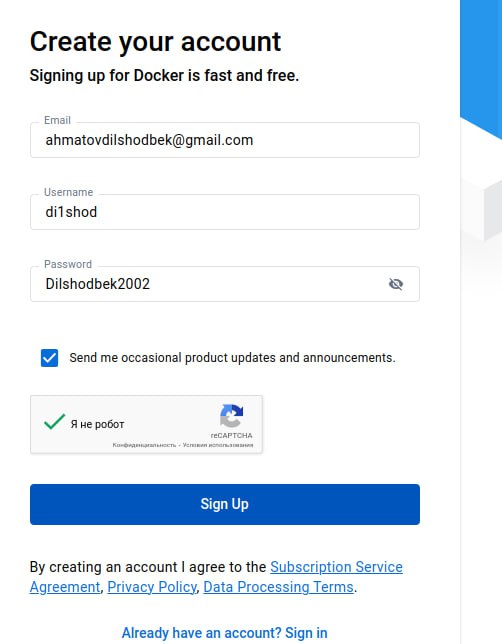 Create your account
Signing up for Docker is fast and free.
Email
ahmatovdilshodbek@gmail.com
Username
di1shod
Password
Dilshodbek2002
Send me occasional product updates and announcements.
Я не робот
reCAPTCHA
Конфиденциальность - Условия использования
Sign Up
By creating an account I agree to the Subscription Service
Agreement, Privacy Policy, Data Processing Terms.
Already have an account? Sign in